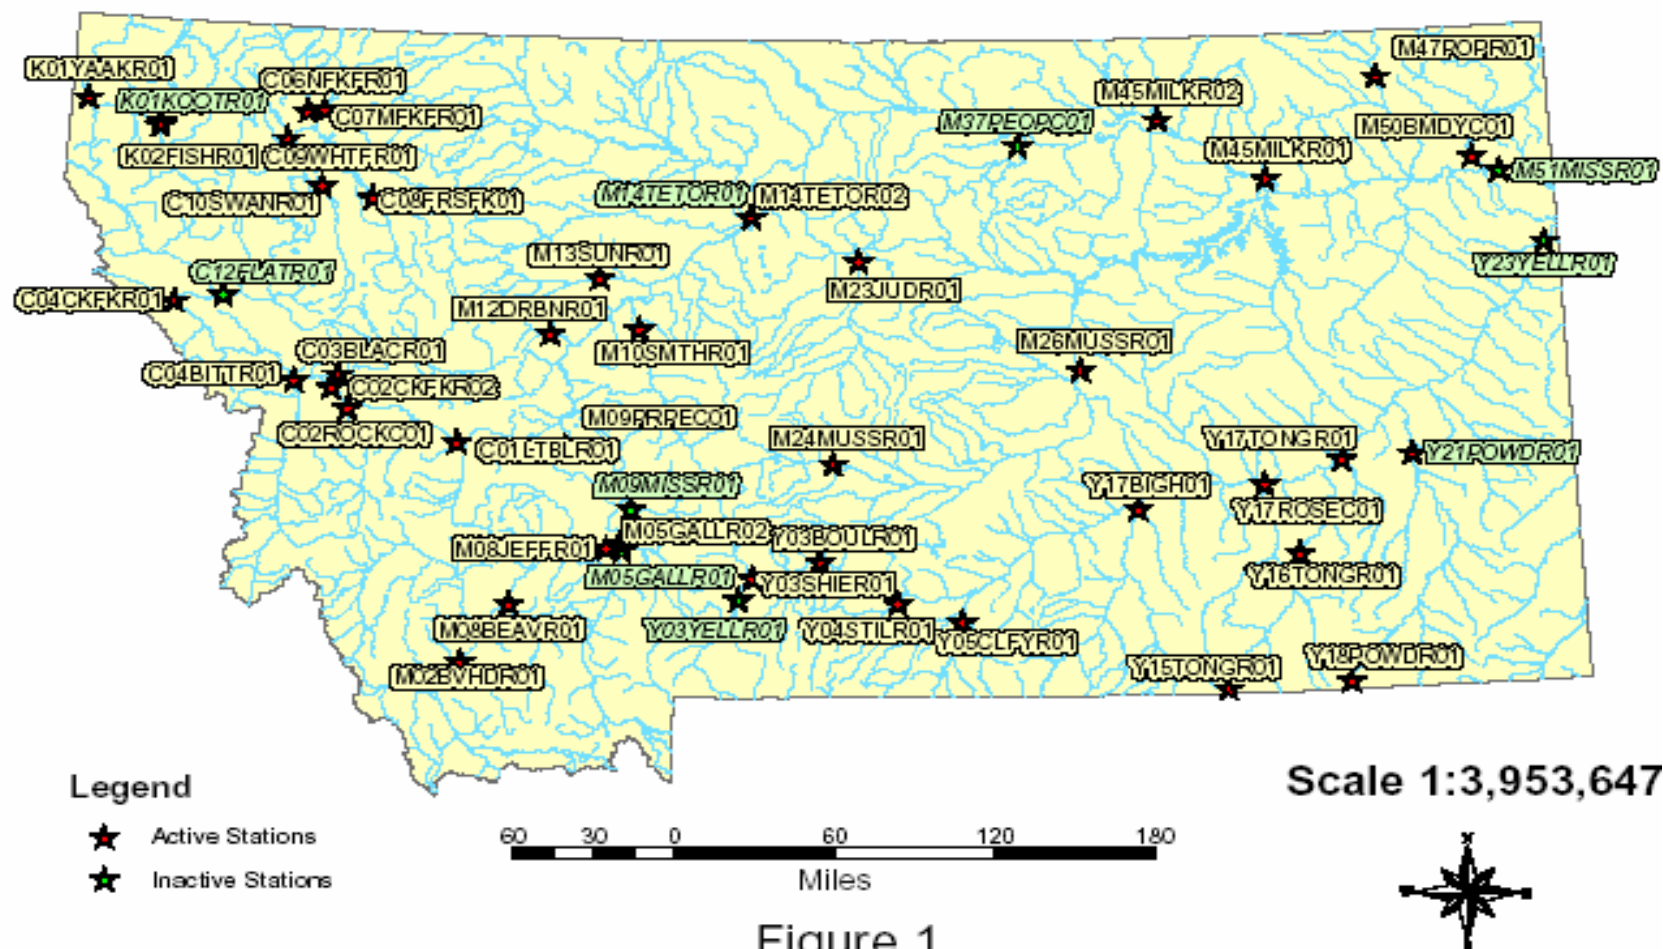 M47POPR01
K01YAAKR01
C06NFKFR01
K01KOOTR01
M45MILKR02
C07MFKFR01
M37PEOPC01
M50BMDYC01
K02FISHR01
C09WHTFR01
M45MILKR01
M51MISSR01
M14TETOR01
M14TETOR02
C10SWANR01
C08FRSFK01
M13SUNR01
C12FLATR01
Y23YELLR01
C04CKFKR01
M23JUDR01
M12DRBNR01
M26MUSSR01
C03BLACR01
M10SMTHR01
C04BITTR01
C02CKFKR02
M09PRPEC01
C02ROCKC01
M24MUSSR01
Y17TONGR01
C01LTBLR01
Y21POWDR01
M09MISSR01
Y17BIGH01
Y17ROSEC01
M05GALLR02
Y03BOULR01
M08JEFFR01
M05GALLR01
Y03SHIER01
Y16TONGR01
M08BEAVR01
Y03YELLR01
Y04STILR01
Y05CLFYR01
Y18POWDR01
Y15TONGR01
M02BVHDR01
Legend
Scale 1:3,953,647
Active Stations
60 30 0 60 120 180
Inactive Stations
Miles
Figure 1